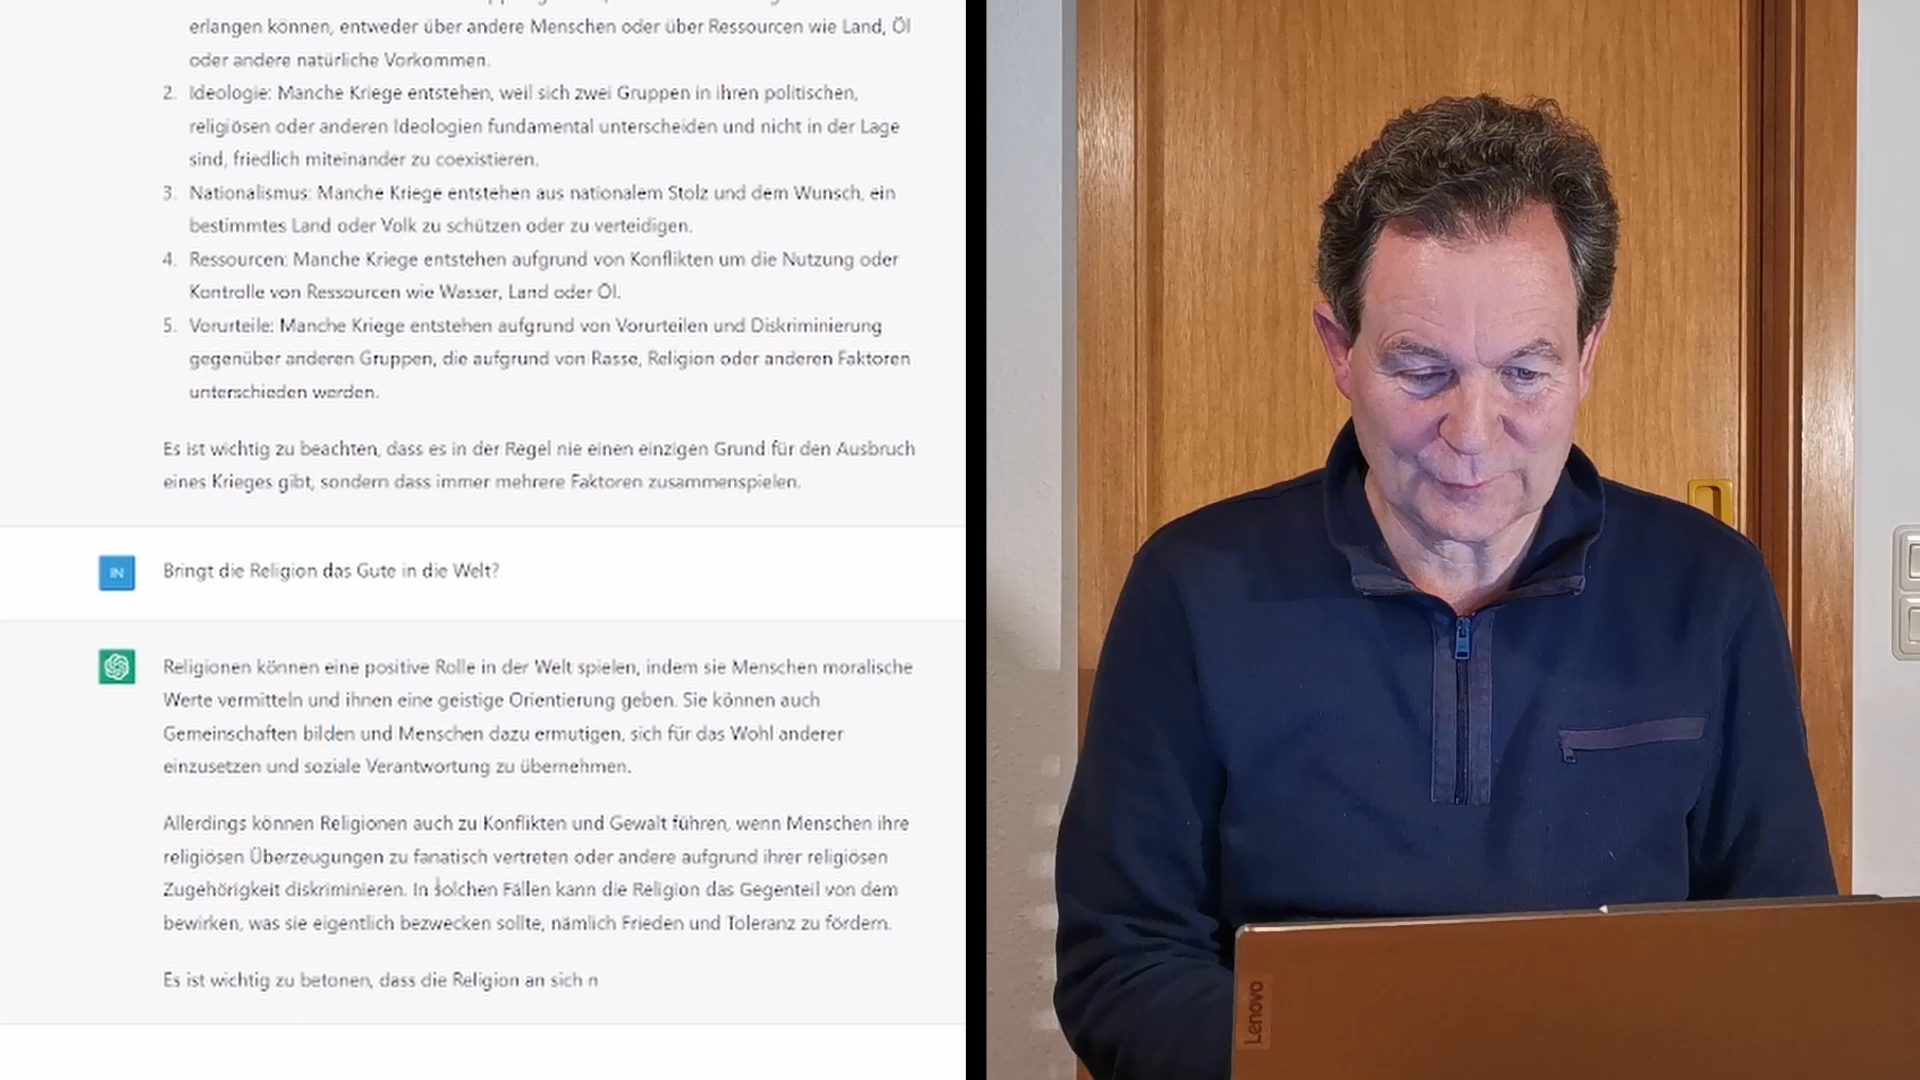 erlangen können, entweder über andere Menschen oder über Ressourcen wie Land, Öl
oder andere natürliche Vorkommen.
2. Ideologie: Manche Kriege entstehen, weil sich zwei Gruppen in ihren politischen,
religiösen oder anderen Ideologien fundamental unterscheiden und nicht in der Lage
sind, friedlich miteinander zu coexistieren.
3. Nationalismus: Manche Kriege entstehen aus nationalem Stolz und dem Wunsch, ein
bestimmtes Land oder Volk zu schützen oder zu verteidigen.
4. Ressourcen: Manche Kriege entstehen aufgrund von Konflikten um die Nutzung oder
Kontrolle von Ressourcen wie Wasser, Land oder Öl.
5. Vorurteile: Manche Kriege entstehen aufgrund von Vorurteilen und Diskriminierung
gegenüber anderen Gruppen, die aufgrund von Rasse, Religion oder anderen Faktoren
unterschieden werden.
Es ist wichtig zu beachten, dass es in der Regel nie einen einzigen Grund für den Ausbruch
eines Krieges gibt, sondern dass immer mehrere Faktoren zusammenspielen.
IN Bringt die Religion das Gute in die Welt?
Religionen können eine positive Rolle in der Welt spielen, indem sie Menschen moralische
Werte vermitteln und ihnen eine geistige Orientierung geben. Sie können auch
Gemeinschaften bilden und Menschen dazu ermutigen, sich für das Wohl anderer
einzusetzen und soziale Verantwortung zu übernehmen.
Allerdings können Religionen auch zu Konflikten und Gewalt führen, wenn Menschen ihre
religiösen Überzeugungen zu fanatisch vertreten oder andere aufgrund ihrer religiösen
Zugehörigkeit diskriminieren. In solchen Fällen kann die Religion das Gegenteil von dem
bewirken, was sie eigentlich bezwecken sollte, nämlich Frieden und Toleranz zu fördern.
Es ist wichtig zu betonen, dass die Religion an sich n
Lenovo